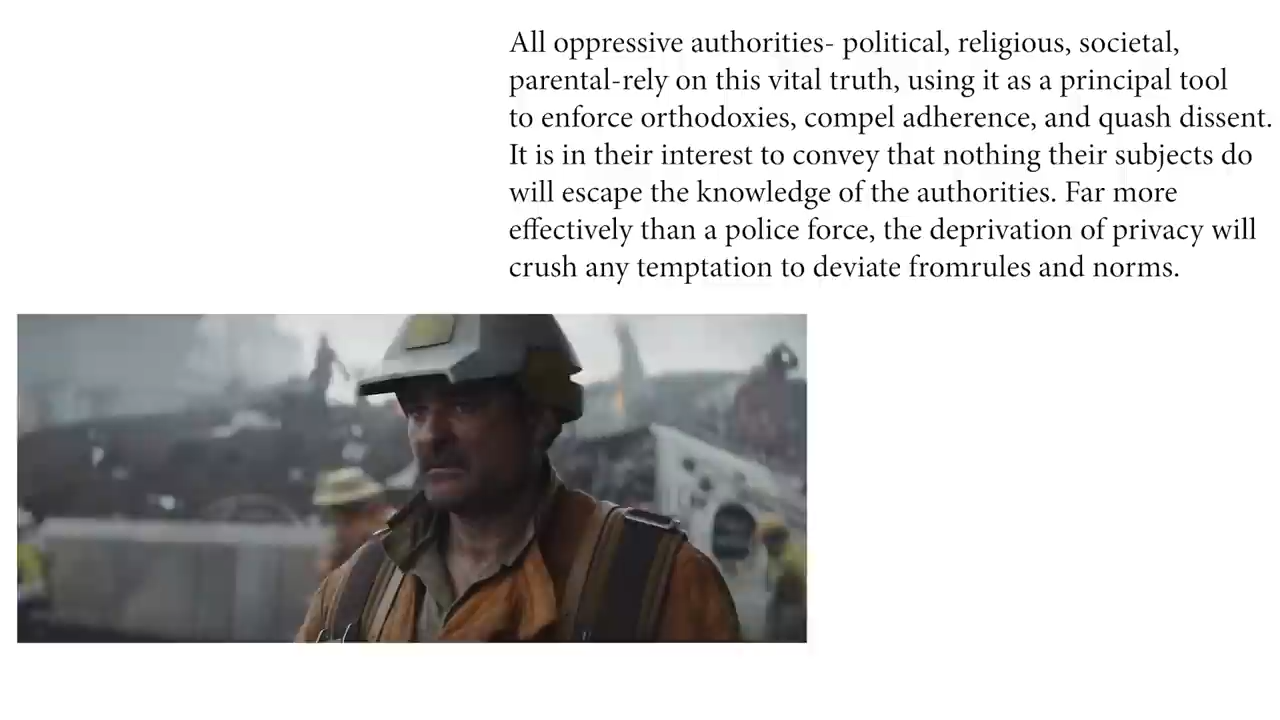 All oppressive authorities- political, religious, societal,
parental-rely on this vital truth, using it as a principal tool
to enforce orthodoxies, compel adherence, and quash dissent.
It is in their interest to convey that nothing their subjects do
will escape the knowledge of the authorities. Far more
effectively than a police force, the deprivation of privacy will
crush any temptation to deviate fromrules and norms.